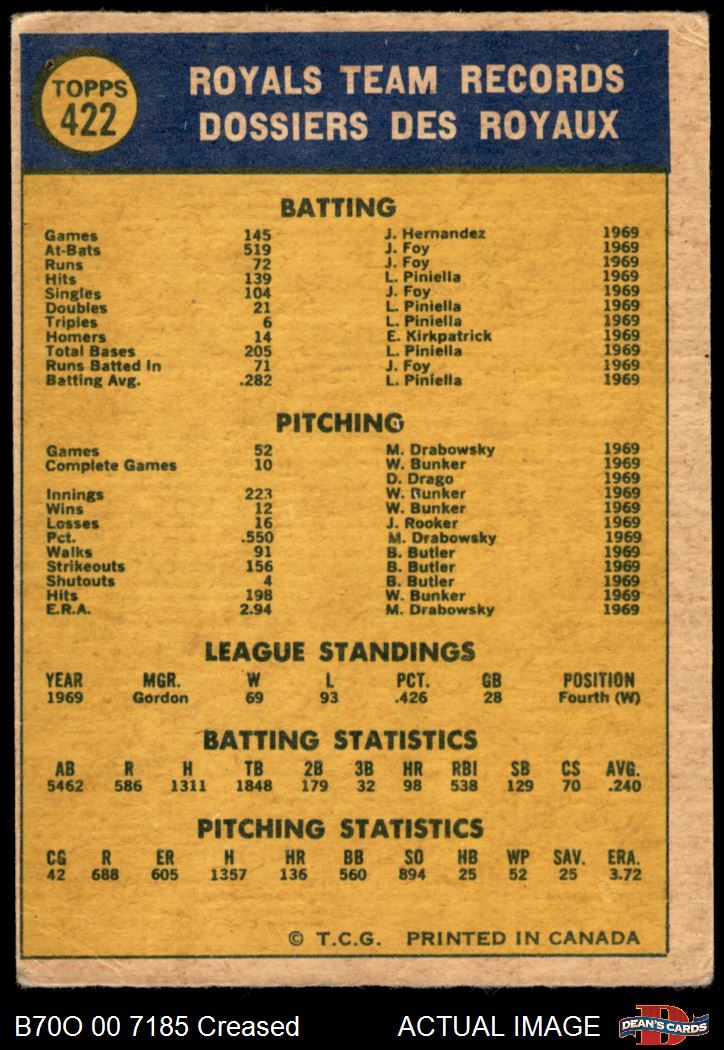 TOPPS
422
ROYALS TEAM RECORDS
DOSSIERS DES ROYAUX
BATTING
Games 145 J. Hernandez 1969
At-Bats 519 J. Foy 1969
Runs 72 J. Foy 1969
Hits 139 L. Piniella 1969
Singles 104 J. Foy 1969
Doubles 21 L. Piniella 1969
Triples 6 L. Piniella 1969
Homers 14 E. Kirkpatrick 1969
Total Bases 205 L. Piniella 1969
Runs Batted In 71 J. Foy 1969
Batting Avg. .282 L. Piniella 1969
PITCHING
Games 52 M. Drabowsky 1969
Complete Games 10 W. Bunker 1969
D. Drago 1969
Innings 223 W. Bunker 1969
Wins 12 W. Bunker 1969
Losses 16 J. Rooker 1969
Pct. .550 M. Drabowsky 1969
Walks 91 B. Butler 1969
Strikeouts 156 B. Butler 1969
Shutouts 4 B. Butler 1969
Hits 198 W. Bunker 1969
E.R.A. 2.94 M. Drabowsky 1969
LEAGUE STANDINGS
YEAR MGR. W L PCT. GB POSITION
1969 Gordon 69 93 .426 28 Fourth (W)
BATTING STATISTICS
AB R H TB 2B 3B HR RBI SB CS AVG.
5462 586 1311 1848 179 32 98 538 129 70 .240
PITCHING STATISTICS
CG R ER H HR BB SO HB WP SAV. ERA.
42 688 605 1357 136 560 894 25 52 25 3.72
© T.C.G. PRINTED IN CANADA
B70O 00 7185 Creased ACTUAL IMAGE
D
DEAN'S CARDS